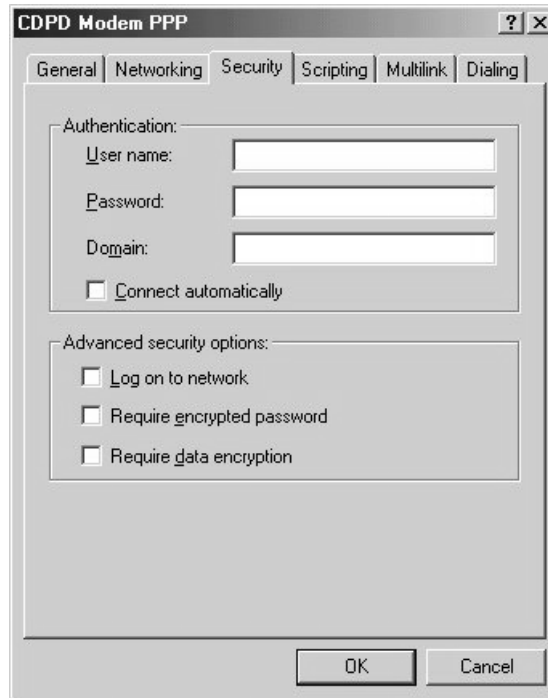 CDPD Modem PPP
General Networking Security Scripting Multilink Dialing
Authentication:
User name:
Password:
Domain:
Connect automatically
Advanced security options:
Log on to network
Require encrypted password
Require data encryption
OK Cancel